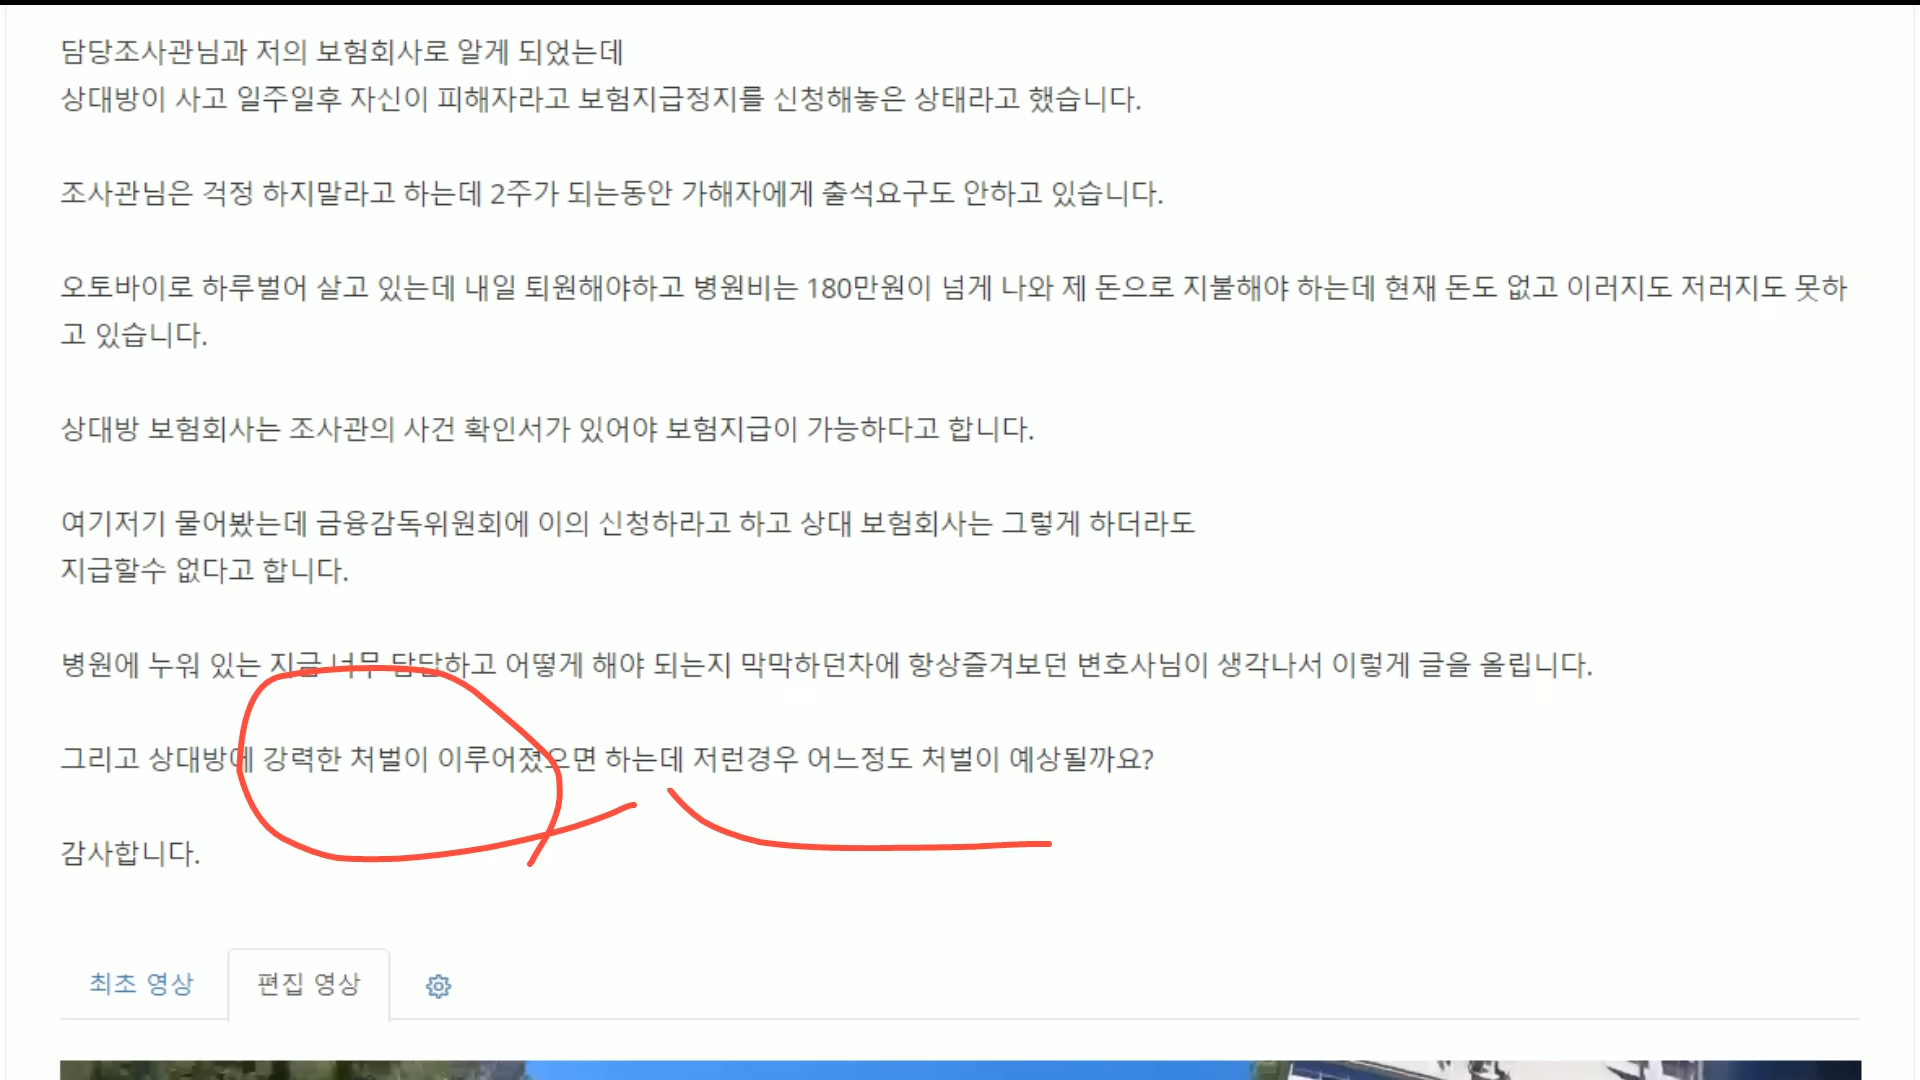 담당조사관님과 저의 보험회사로 알게 되었는데
상대방이 사고 일주일후 자신이 피해자라고 보험지급정지를 신청해놓은 상태라고 했습니다.
조사관님은 걱정 하지말라고 하는데 2주가 되는동안 가해자에게 출석요구도 안하고 있습니다.
오토바이로 하루벌어 살고 있는데 내일 퇴원해야하고 병원비는 180만원이 넘게 나와 제 돈으로 지불해야 하는데 현재 돈도 없고 이러지도 저러지도 못하
고 있습니다.
상대방 보험회사는 조사관의 사건 확인서가 있어야 보험지급이 가능하다고 합니다.
여기저기 물어봤는데 금융감독위원회에 이의 신청하라고 하고 상대 보험회사는 그렇게 하더라도
지급할수 없다고 합니다.
병원에 누워 있는 지금 너무 답답하고 어떻게 해야 되는지 막막하던차에 항상즐겨보던 변호사님이 생각나서 이렇게 글을 올립니다.
그리고 상대방에 강력한 처벌이 이루어졌으면 하는데 저런경우 어느정도 처벌이 예상될까요?
감사합니다.
최초 영상 편집 영상